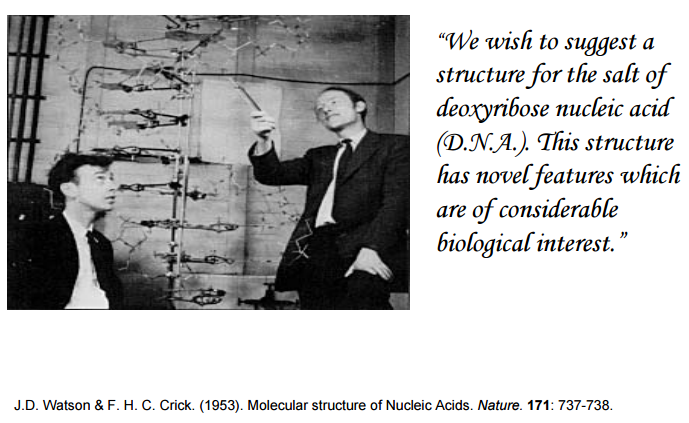 “We wish to suggest a
structure for the salt of
deoxyribose nucleic acid
(D.N.A.). This structure
has novel features which
are of considerable
biological interest.”
J.D. Watson & F. H. C. Crick. (1953). Molecular structure of Nucleic Acids. Nature. 171: 737-738.